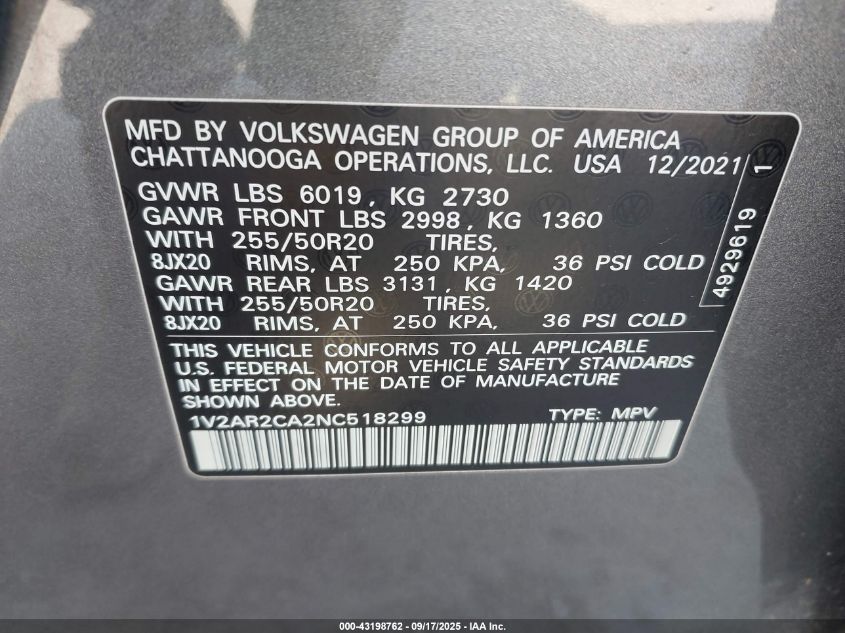 MFD BY VOLKSWAGEN GROUP OF AMERICA
CHATTANOOGA OPERATIONS, LLC. USA 12/2021
1
GVWR LBS 6019, KG 2730
GAWR FRONT LBS 2998, KG 1360
WITH 255/50R20 TIRES,
8JX20 RIMS, AT 250 KPA, 36 PSI COLD
GAWR REAR LBS 3131, KG 1420
WITH 255/50R20 TIRES,
8JX20 RIMS, AT 250 KPA, 36 PSI COLD
4929619
THIS VEHICLE CONFORMS TO ALL APPLICABLE
U.S. FEDERAL MOTOR VEHICLE SAFETY STANDARDS
IN EFFECT ON THE DATE OF MANUFACTURE
SHOWN ABOVE.
1V2AR2CA2NC518299 TYPE: MPV
000-43198762 - 09/17/2025 - IAA Inc.